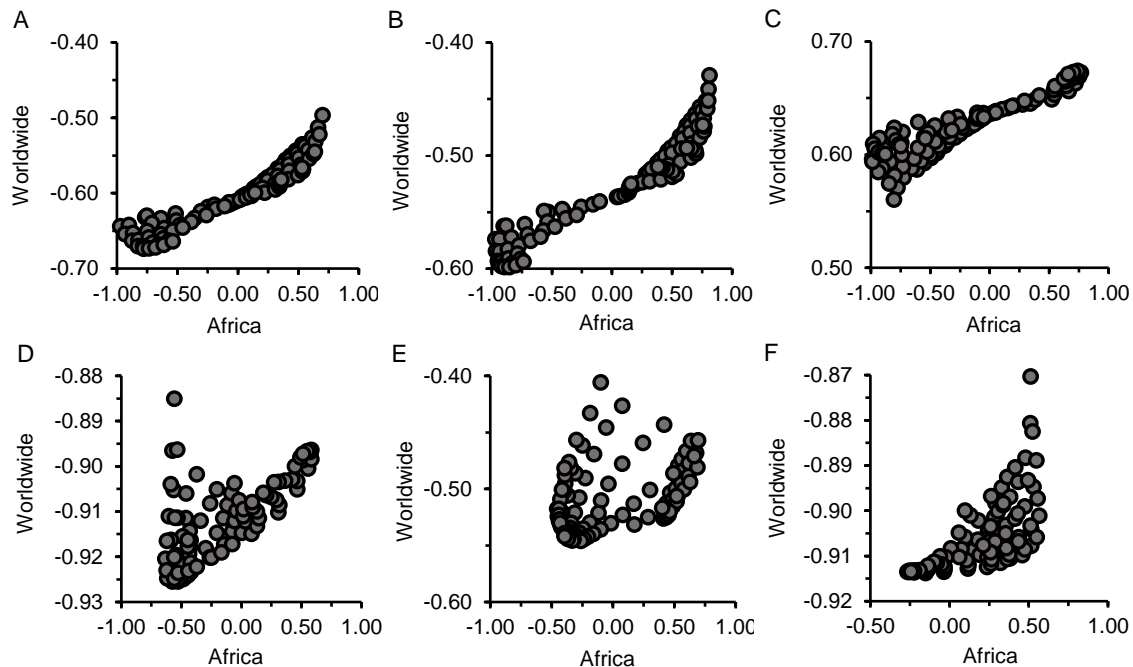 A
-0.40
-0.50
-0.60
-0.70
Worldwide
-1.00 -0.50 0.00 0.50 1.00
Africa
B
-0.40
-0.50
-0.60
Worldwide
-1.00 -0.50 0.00 0.50 1.00
Africa
C
0.70
0.60
0.50
Worldwide
-1.00 -0.50 0.00 0.50 1.00
Africa
D
-0.88
-0.89
-0.90
-0.91
-0.92
-0.93
Worldwide
-1.00 -0.50 0.00 0.50 1.00
Africa
E
-0.40
-0.50
-0.60
Worldwide
-1.00 -0.50 0.00 0.50 1.00
Africa
F
-0.87
-0.88
-0.89
-0.90
-0.91
-0.92
Worldwide
-0.50 0.00 0.50 1.00
Africa